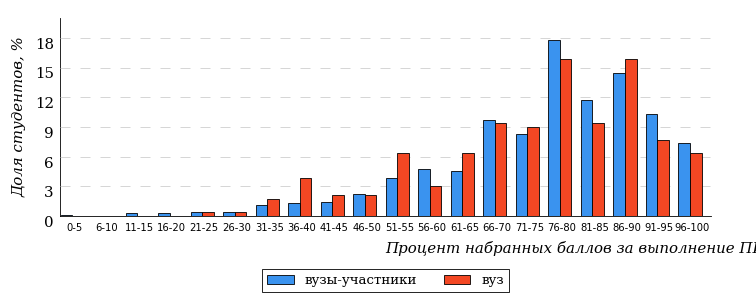 Доля студентов, %
18
15
12
9
6
3
0
0-5 6-10 11-15 16-20 21-25 26-30 31-35 36-40 41-45 46-50 51-55 56-60 61-65 66-70 71-75 76-80 81-85 86-90 91-95 96-100
Процент набранных баллов за выполнение
вузы-участники вуз